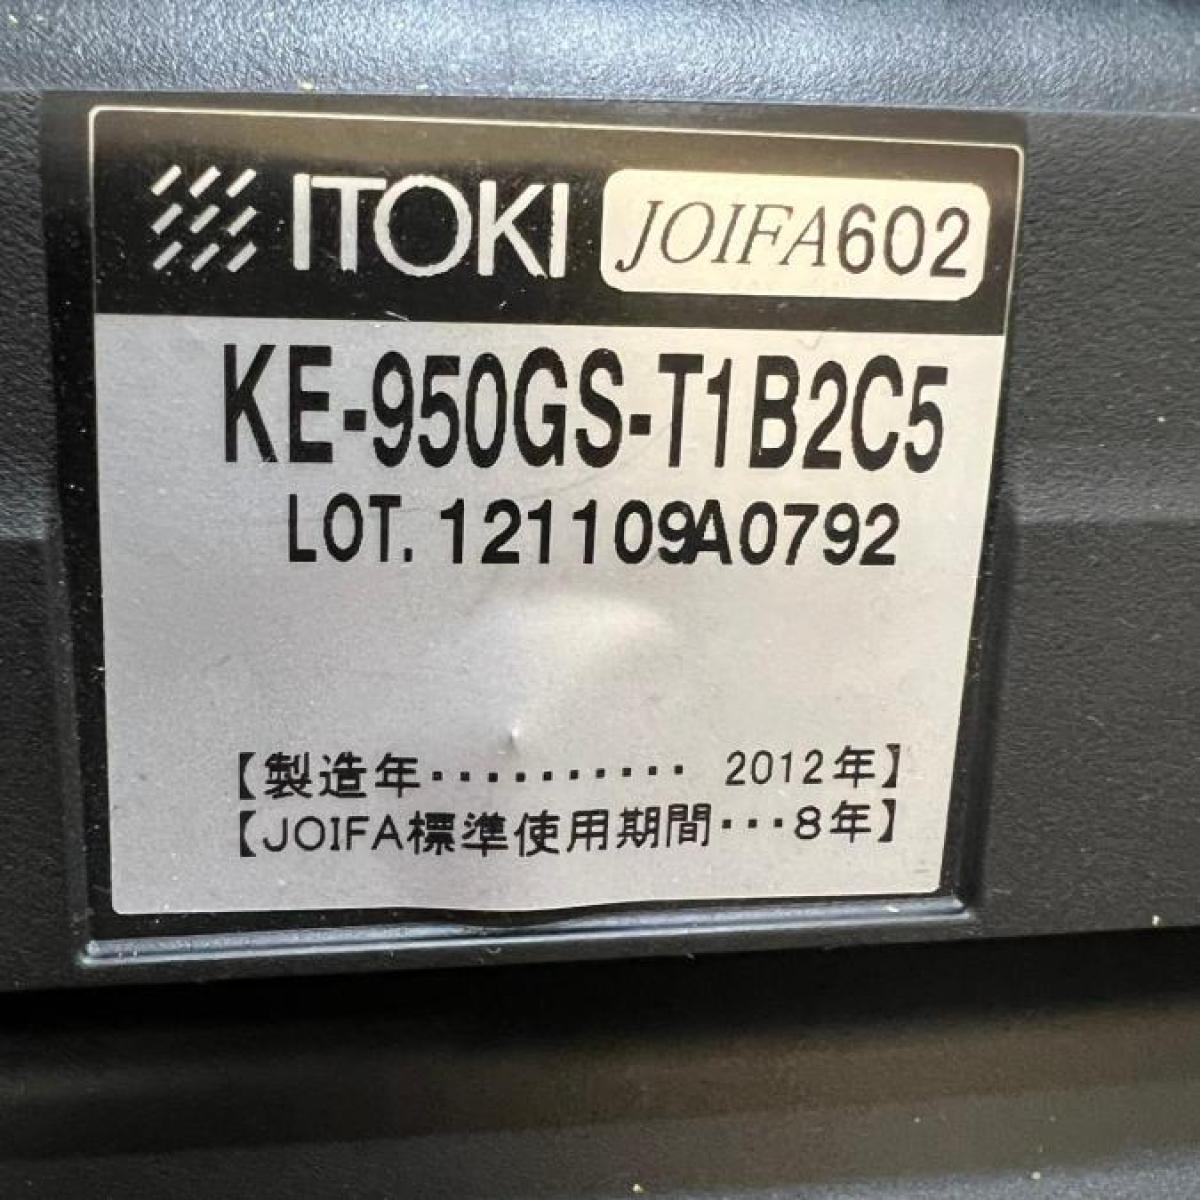 ITOKI JOIFA602
KE-950GS-T1B2C5
LOT. 121109A0792
【製造年・・・・・・・・・・ 2012年】
【JOIFA標準使用期間・・・8年】